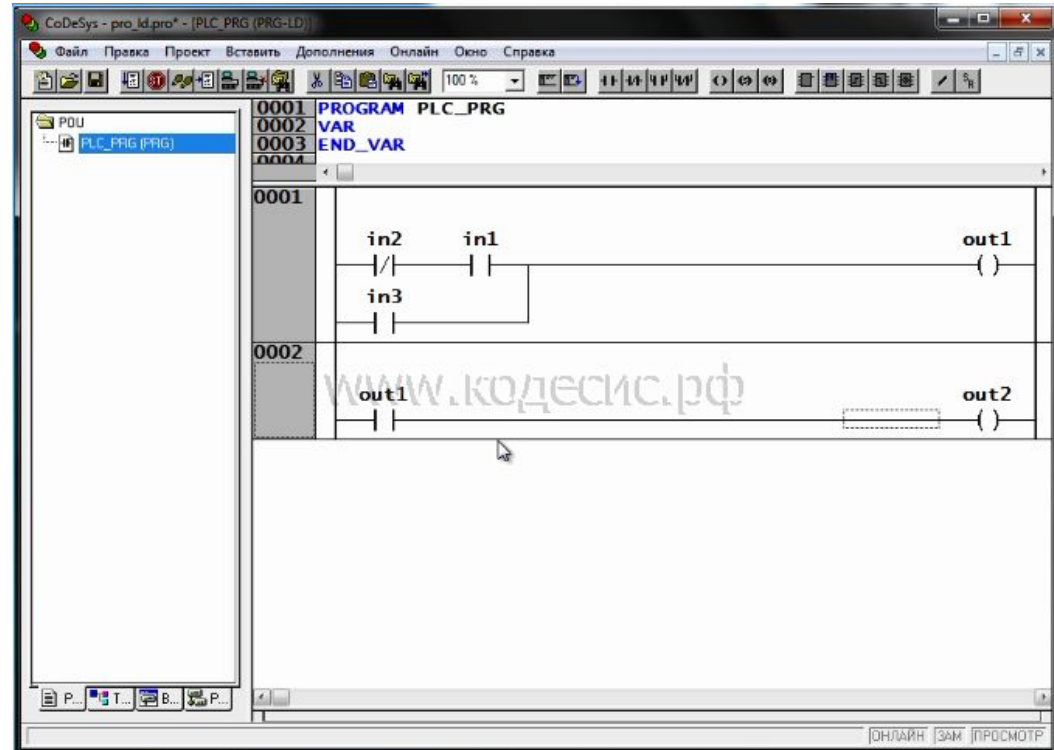 CoDeSys - pro_ld.pro* - [PLC_PRG (PRG-LD)]
Файл Правка Проект Вставить Дополнения Онлайн Окно Справка
100 %
POU
PLC_PRG (PRG)
0001 PROGRAM PLC_PRG
0002 VAR
0003 END_VAR
0004
0001
in2 in1 out1
in3
0002
www.кодесис.рф
out1 out2
P... T... B... P...
ОНЛАЙН ЗАМ ПРОСМОТР